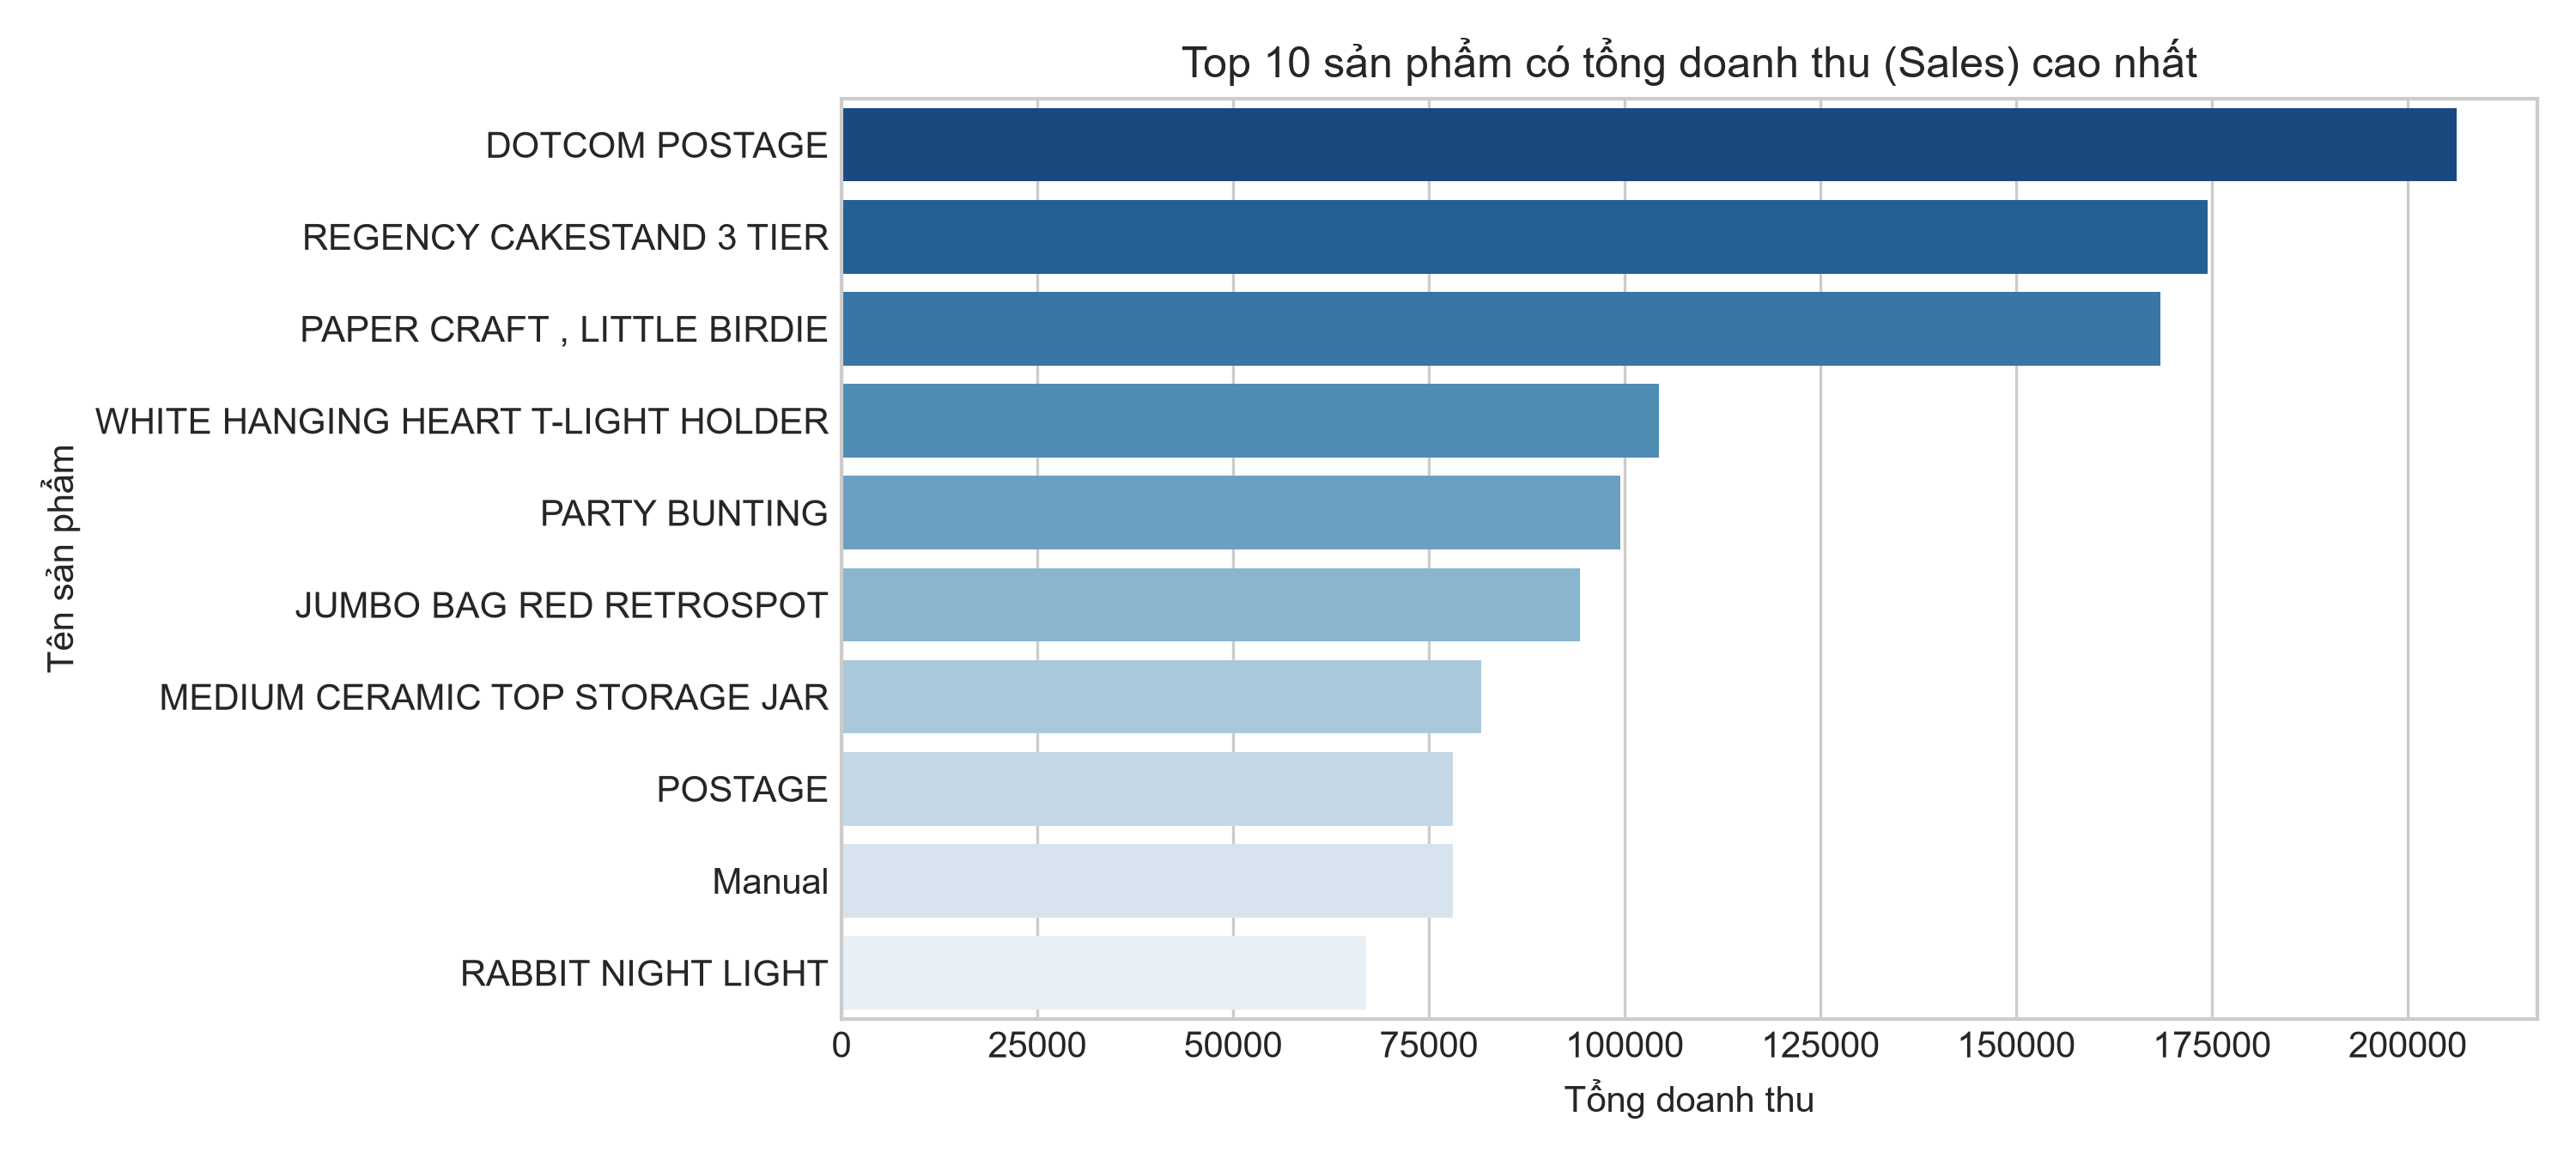 Top 10 sản phẩm có tổng doanh thu (Sales) cao nhất
Tên sản phẩm
DOTCOM POSTAGE
REGENCY CAKESTAND 3 TIER
PAPER CRAFT , LITTLE BIRDIE
WHITE HANGING HEART T-LIGHT HOLDER
PARTY BUNTING
JUMBO BAG RED RETROSPOT
MEDIUM CERAMIC TOP STORAGE JAR
POSTAGE
Manual
RABBIT NIGHT LIGHT
0 25000 50000 75000 100000 125000 150000 175000 200000
Tổng doanh thu